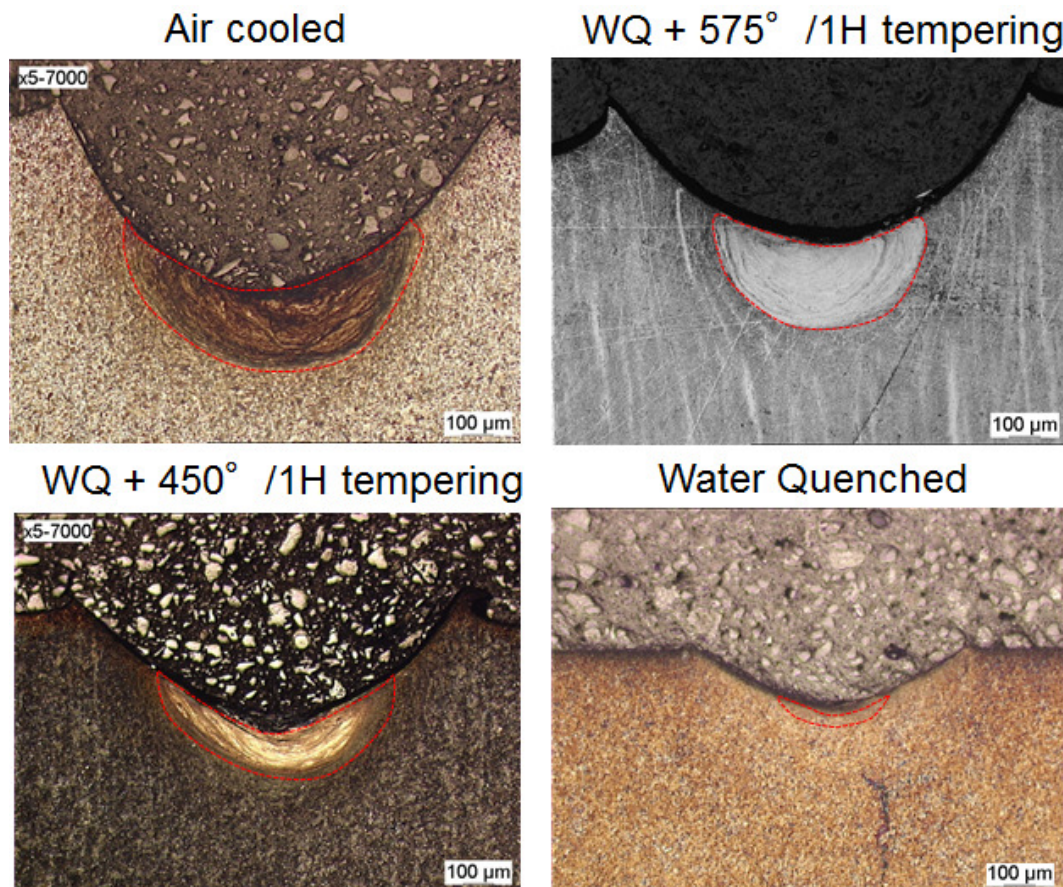 Air cooled
WQ + 575° /1H tempering
x5-7000
100 µm
100 µm
WQ + 450° /1H tempering
Water Quenched
x5-7000
100 µm
100 µm